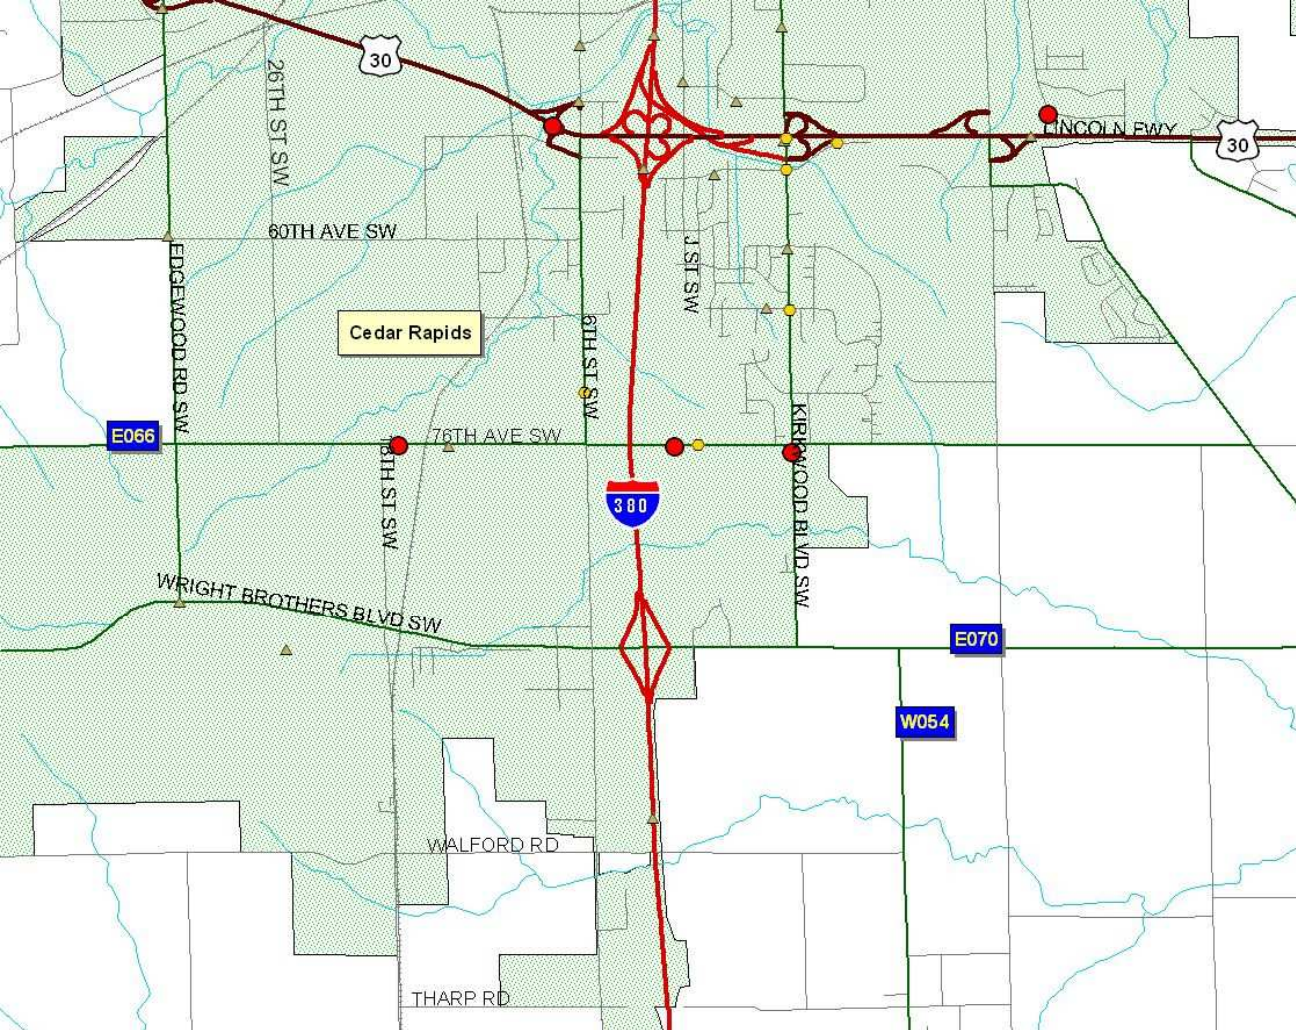 30
26TH ST SW
LINCOLN FWY
30
60TH AVE SW
J ST SW
EDGEWOOD RD SW
Cedar Rapids
6TH ST SW
E066
76TH AVE SW
KIRKWOOD BLVD SW
18TH ST SW
380
WRIGHT BROTHERS BLVD SW
E070
W054
WALFORD RD
THARP RD